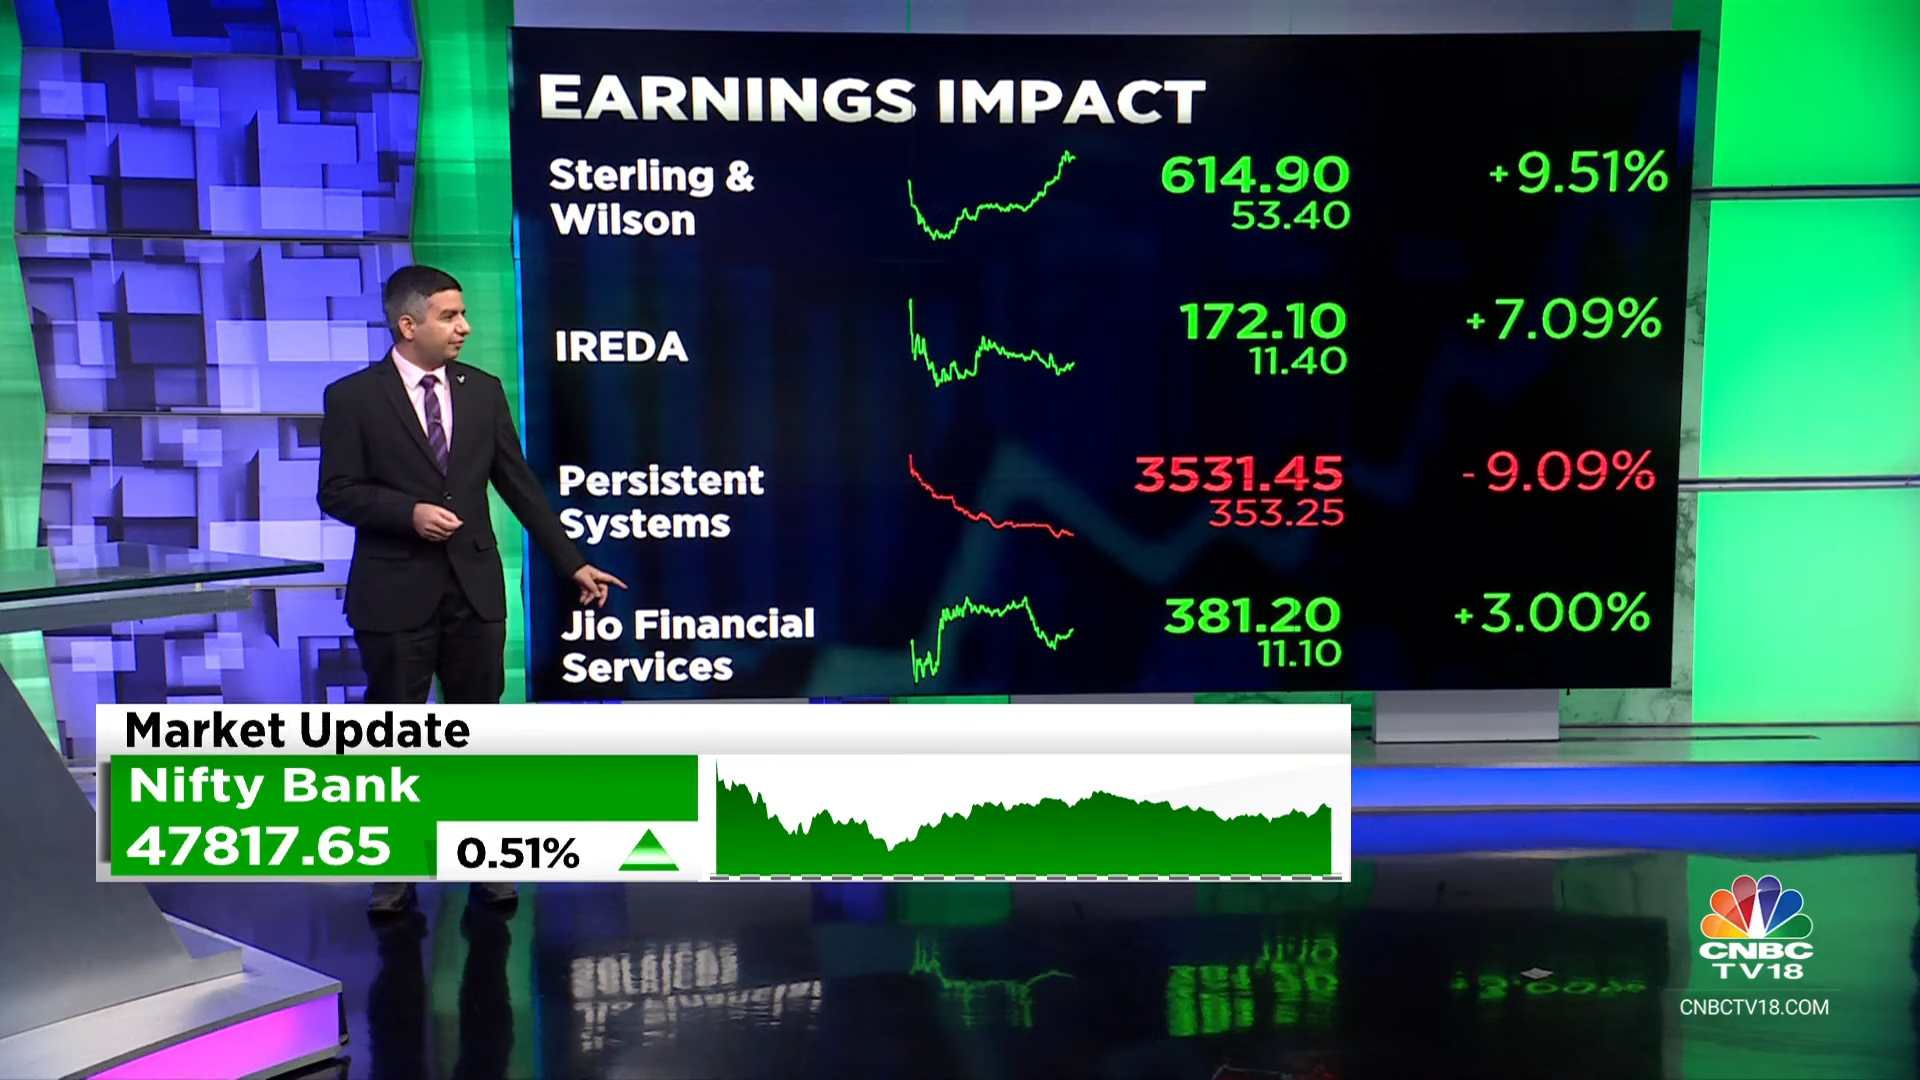 EARNINGS IMPACT
Sterling &
Wilson
614.90
53.40
+9.51%
IREDA
172.10
11.40
+7.09%
Persistent
Systems
3531.45
353.25
-9.09%
Jio Financial
Services
381.20
11.10
+3.00%
Market Update
Nifty Bank
47817.65
0.51%
CNBC
TV18
CNBCTV18.COM